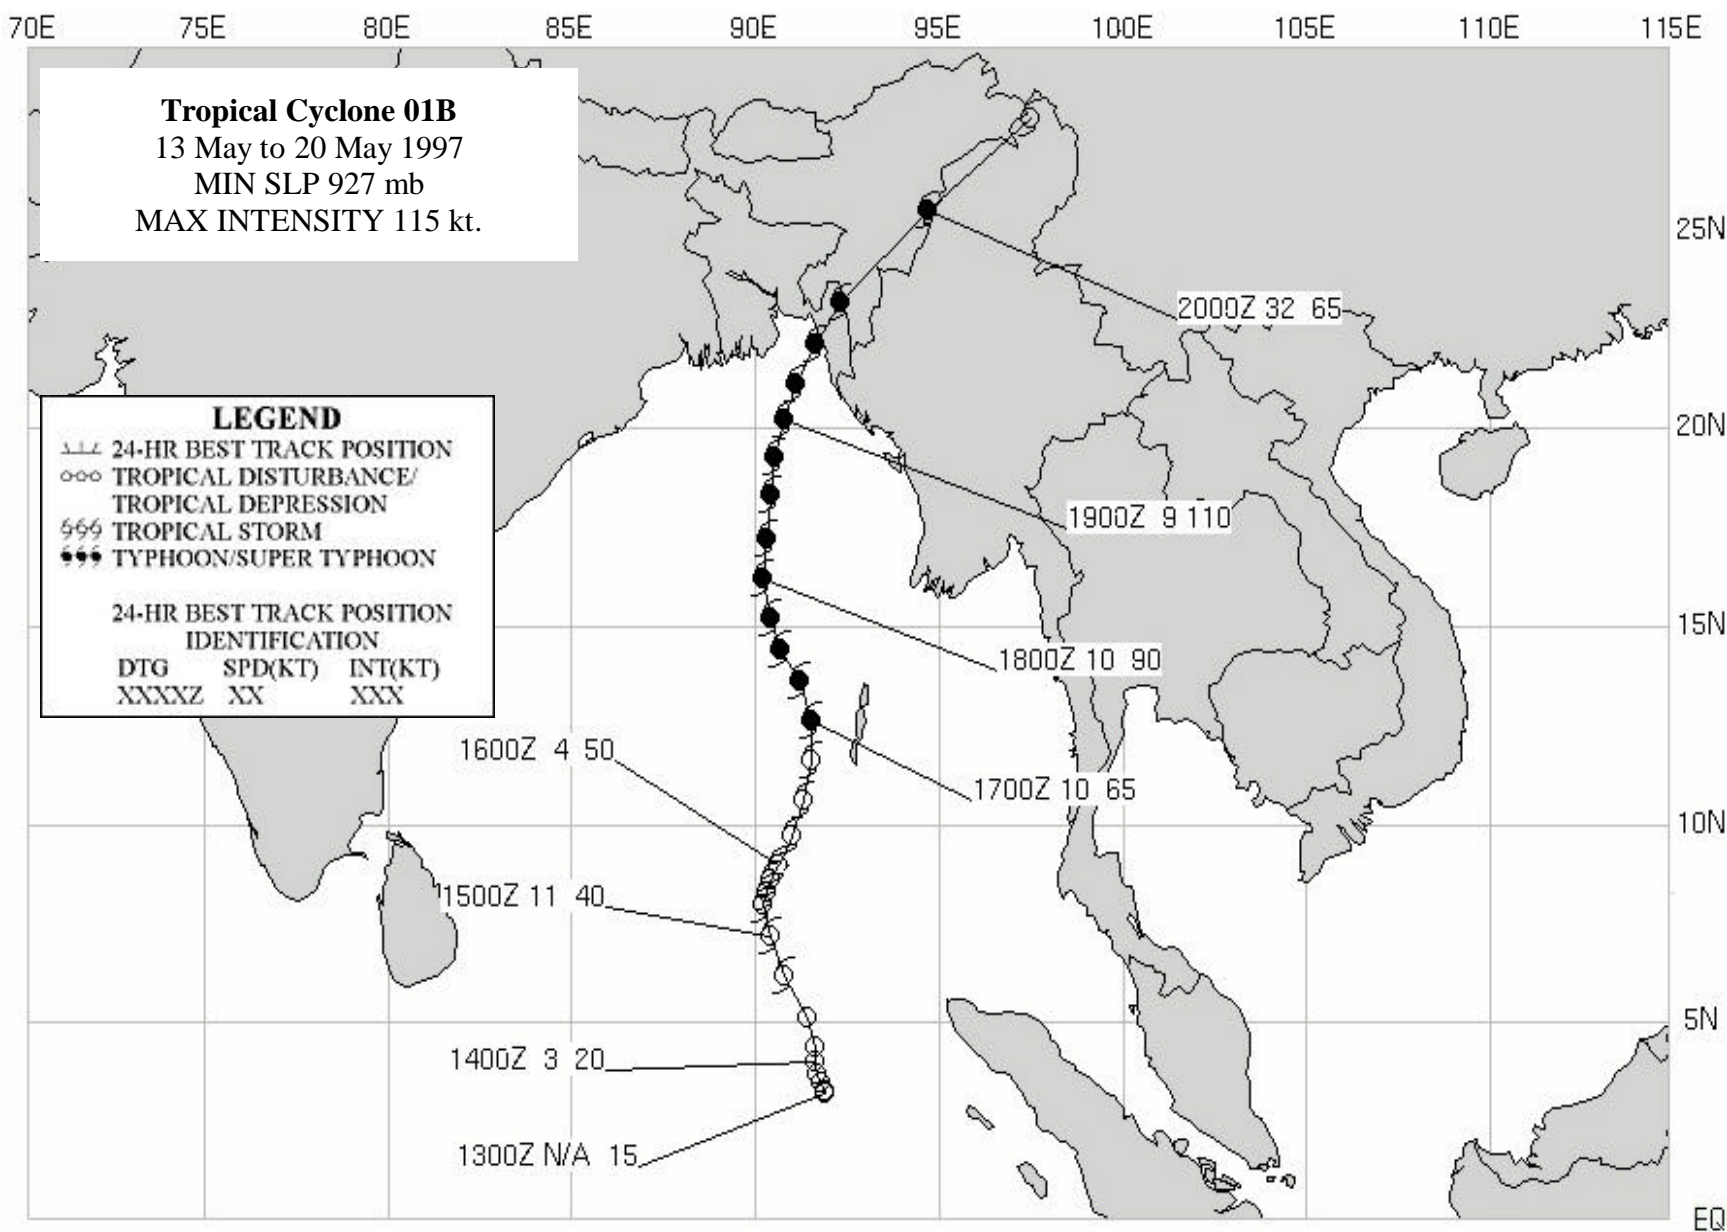 70E 75E 80E 85E 90E 95E 100E 105E 110E 115E
Tropical Cyclone 01B
13 May to 20 May 1997
MIN SLP 927 mb
MAX INTENSITY 115 kt.
25N
2000Z 32 65
LEGEND
24-HR BEST TRACK POSITION
TROPICAL DISTURBANCE/
TROPICAL DEPRESSION
TROPICAL STORM
TYPHOON/SUPER TYPHOON
24-HR BEST TRACK POSITION
IDENTIFICATION
DTG SPD(KT) INT(KT)
XXXXZ XX XXX
20N
1900Z 9 110
15N
1800Z 10 90
1600Z 4 50
1700Z 10 65
10N
1500Z 11 40
5N
1400Z 3 20
1300Z N/A 15
EQ